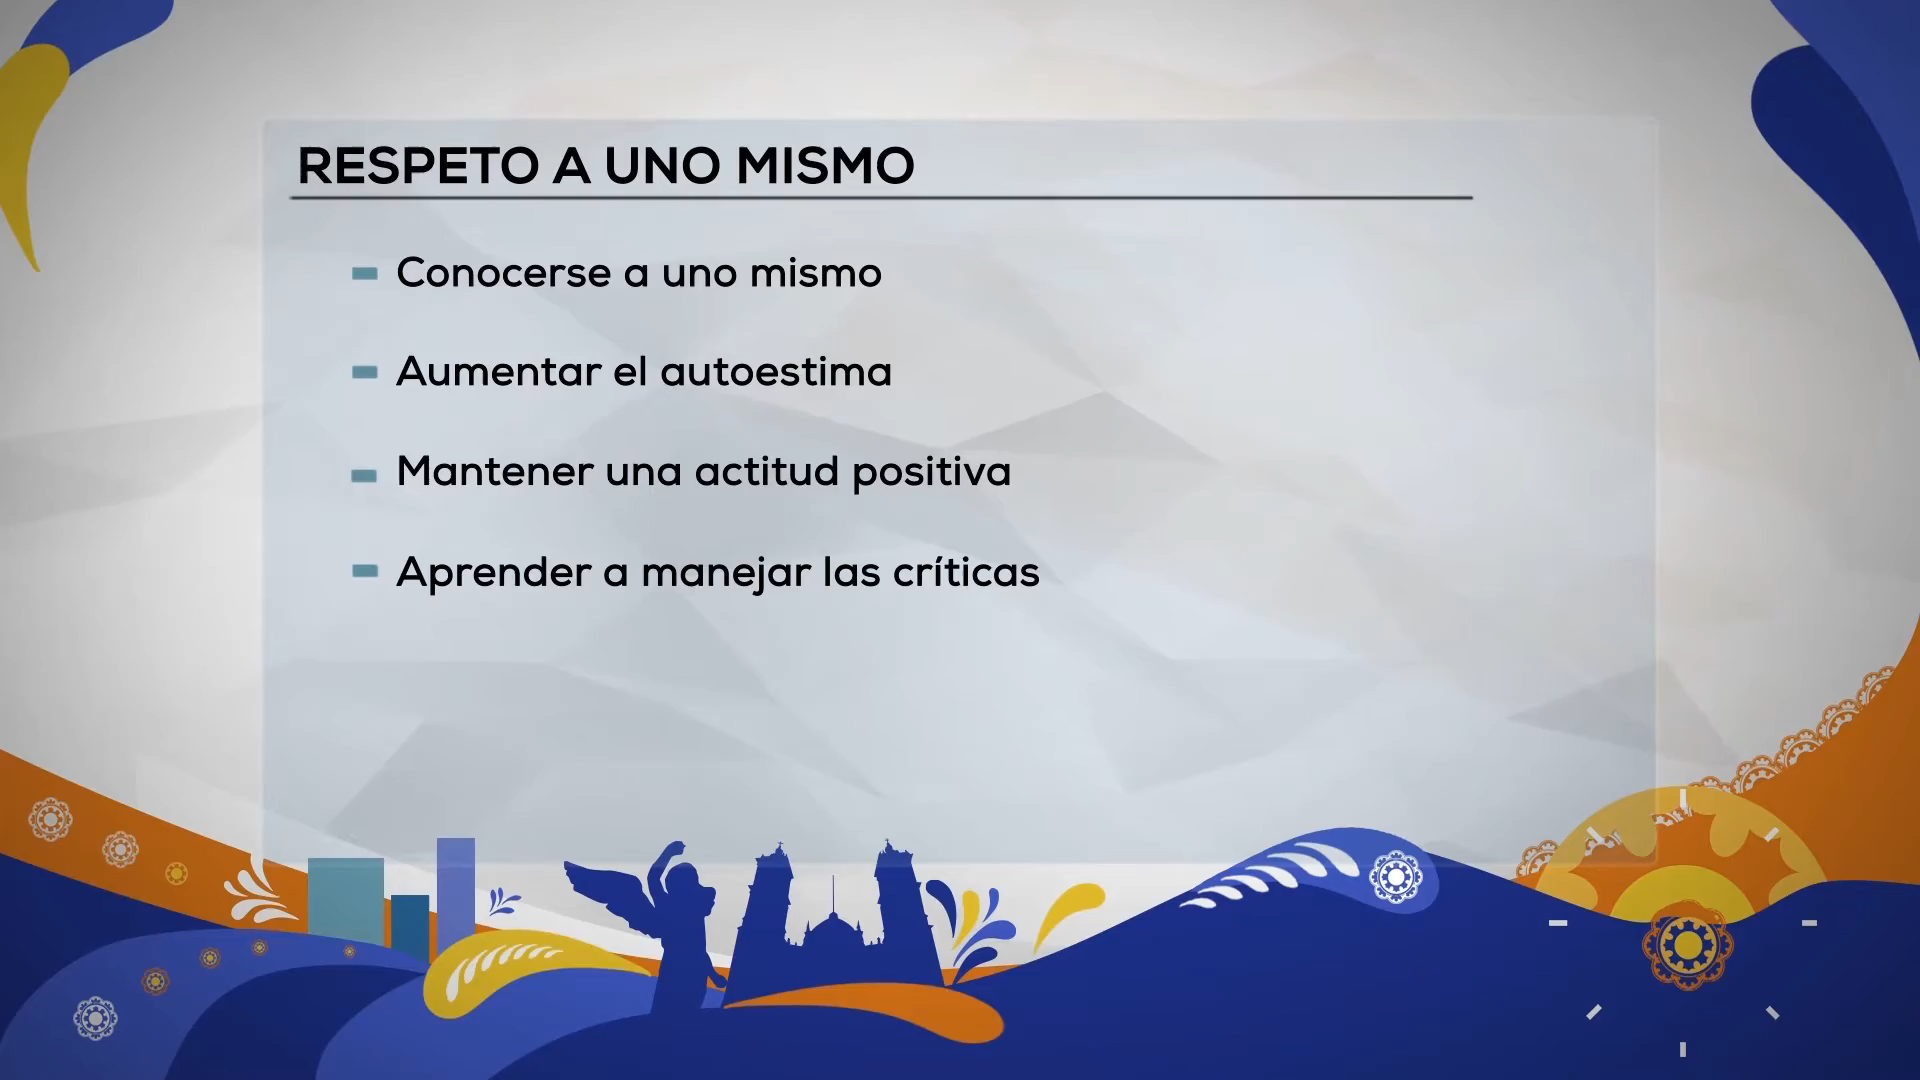 RESPETO A UNO MISMO
Conocerse a uno mismo
Aumentar el autoestima
Mantener una actitud positiva
Aprender a manejar las críticas